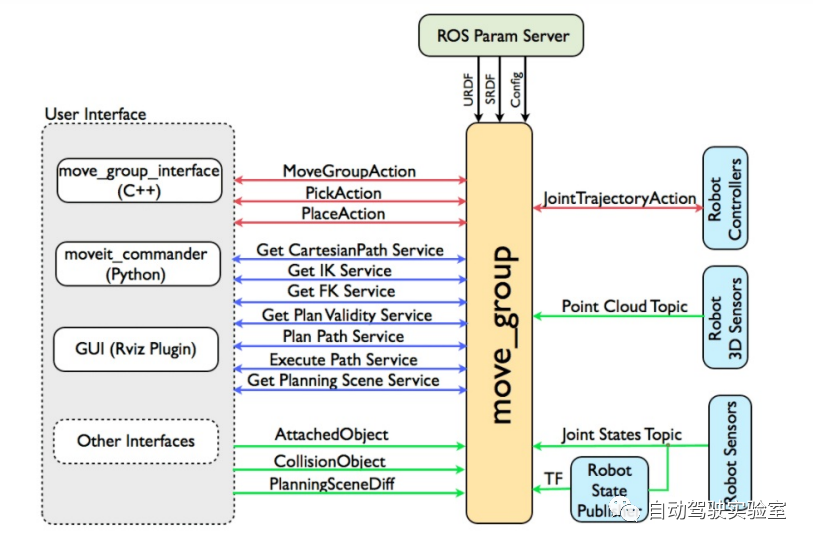 ROS Param Server
URDF
SRDF
Config
User Interface
move_group_interface
(C++)
moveit_commander
(Python)
GUI (Rviz Plugin)
Other Interfaces
MoveGroupAction
PickAction
PlaceAction
Get CartesianPath Service
Get IK Service
Get FK Service
Get Plan Validity Service
Plan Path Service
Execute Path Service
Get Planning Scene Service
AttachedObject
CollisionObject
PlanningSceneDiff
move_group
JointTrajectoryAction
Robot
Controllers
Point Cloud Topic
Robot
3D Sensors
Joint States Topic
Robot Sensors
TF
Robot
State
自动驾驶实验室